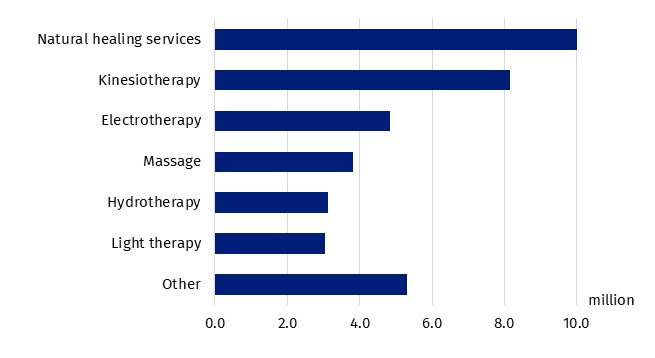 Natural healing services
Kinesiotherapy
Electrotherapy
Massage
Hydrotherapy
Light therapy
Other
million
0.0 2.0 4.0 6.0 8.0 10.0